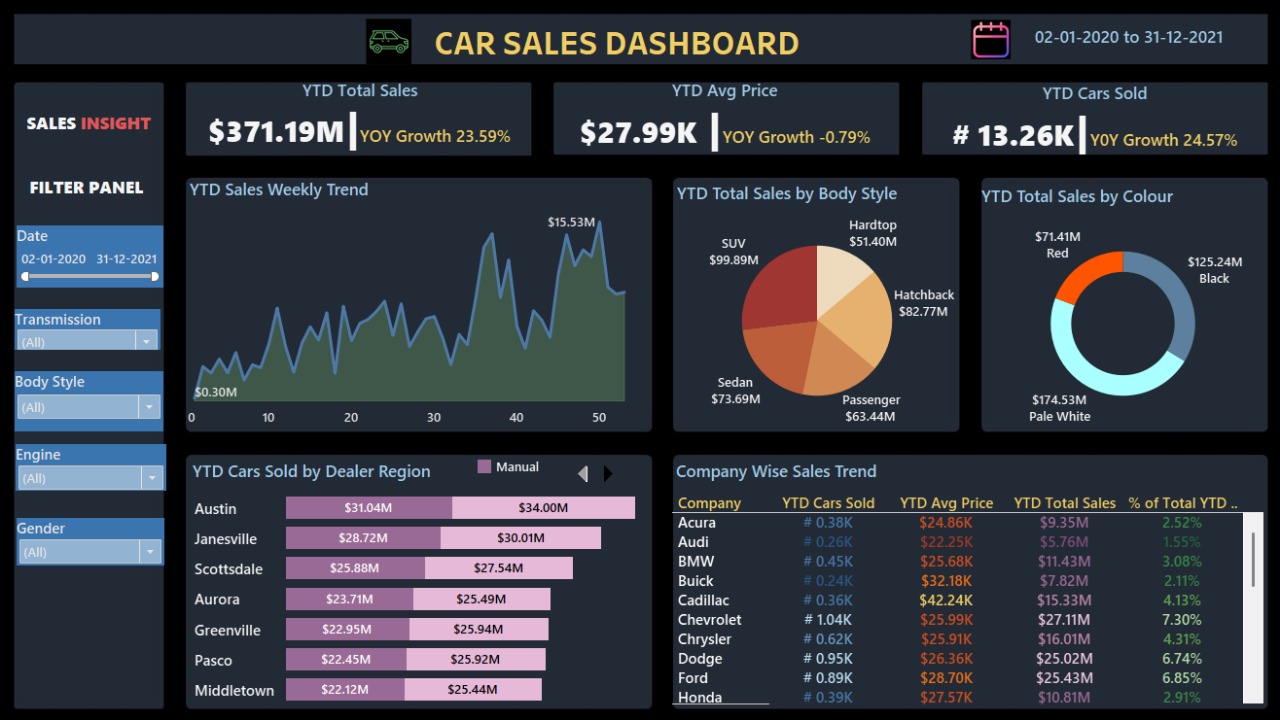 CAR SALES DASHBOARD
02-01-2020 to 31-12-2021
SALES INSIGHT
FILTER PANEL
Date
02-01-2020 31-12-2021
Transmission
(All)
Body Style
(All)
Engine
(All)
Gender
(All)
YTD Total Sales
$371.19M YOY Growth 23.59%
YTD Avg Price
$27.99K YOY Growth -0.79%
YTD Cars Sold
# 13.26K Y0Y Growth 24.57%
YTD Sales Weekly Trend
$15.53M
$0.30M
0 10 20 30 40 50
YTD Total Sales by Body Style
Hardtop
$51.40M
SUV
$99.89M
Hatchback
$82.77M
Sedan
$73.69M
Passenger
$63.44M
YTD Total Sales by Colour
$71.41M
Red
$125.24M
Black
$174.53M
Pale White
YTD Cars Sold by Dealer Region
Manual
Austin $31.04M $34.00M
Janesville $28.72M $30.01M
Scottsdale $25.88M $27.54M
Aurora $23.71M $25.49M
Greenville $22.95M $25.94M
Pasco $22.45M $25.92M
Middletown $22.12M $25.44M
Company Wise Sales Trend
Company YTD Cars Sold YTD Avg Price YTD Total Sales % of Total YTD ..
Acura # 0.38K $24.86K $9.35M 2.52%
Audi # 0.26K $22.25K $5.76M 1.55%
BMW # 0.45K $25.68K $11.43M 3.08%
Buick # 0.24K $32.18K $7.82M 2.11%
Cadillac # 0.36K $42.24K $15.33M 4.13%
Chevrolet # 1.04K $25.99K $27.11M 7.30%
Chrysler # 0.62K $25.91K $16.01M 4.31%
Dodge # 0.95K $26.36K $25.02M 6.74%
Ford # 0.89K $28.70K $25.43M 6.85%
Honda # 0.39K $27.57K $10.81M 2.91%